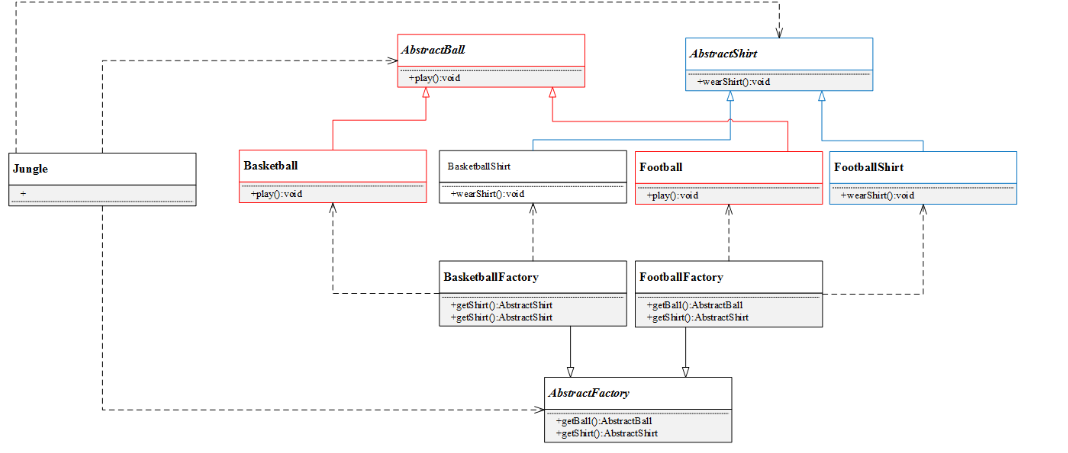 AbstractBall
+play():void
AbstractShirt
+wearShirt():void
Jungle
+
Basketball
+play():void
BasketballShirt
+wearShirt():void
Football
+play():void
FootballShirt
+wearShirt():void
BasketballFactory
+getShirt():AbstractShirt
+getShirt():AbstractShirt
FootballFactory
+getBall():AbstractBall
+getShirt():AbstractShirt
AbstractFactory
+getBall():AbstractBall
+getShirt():AbstractShirt